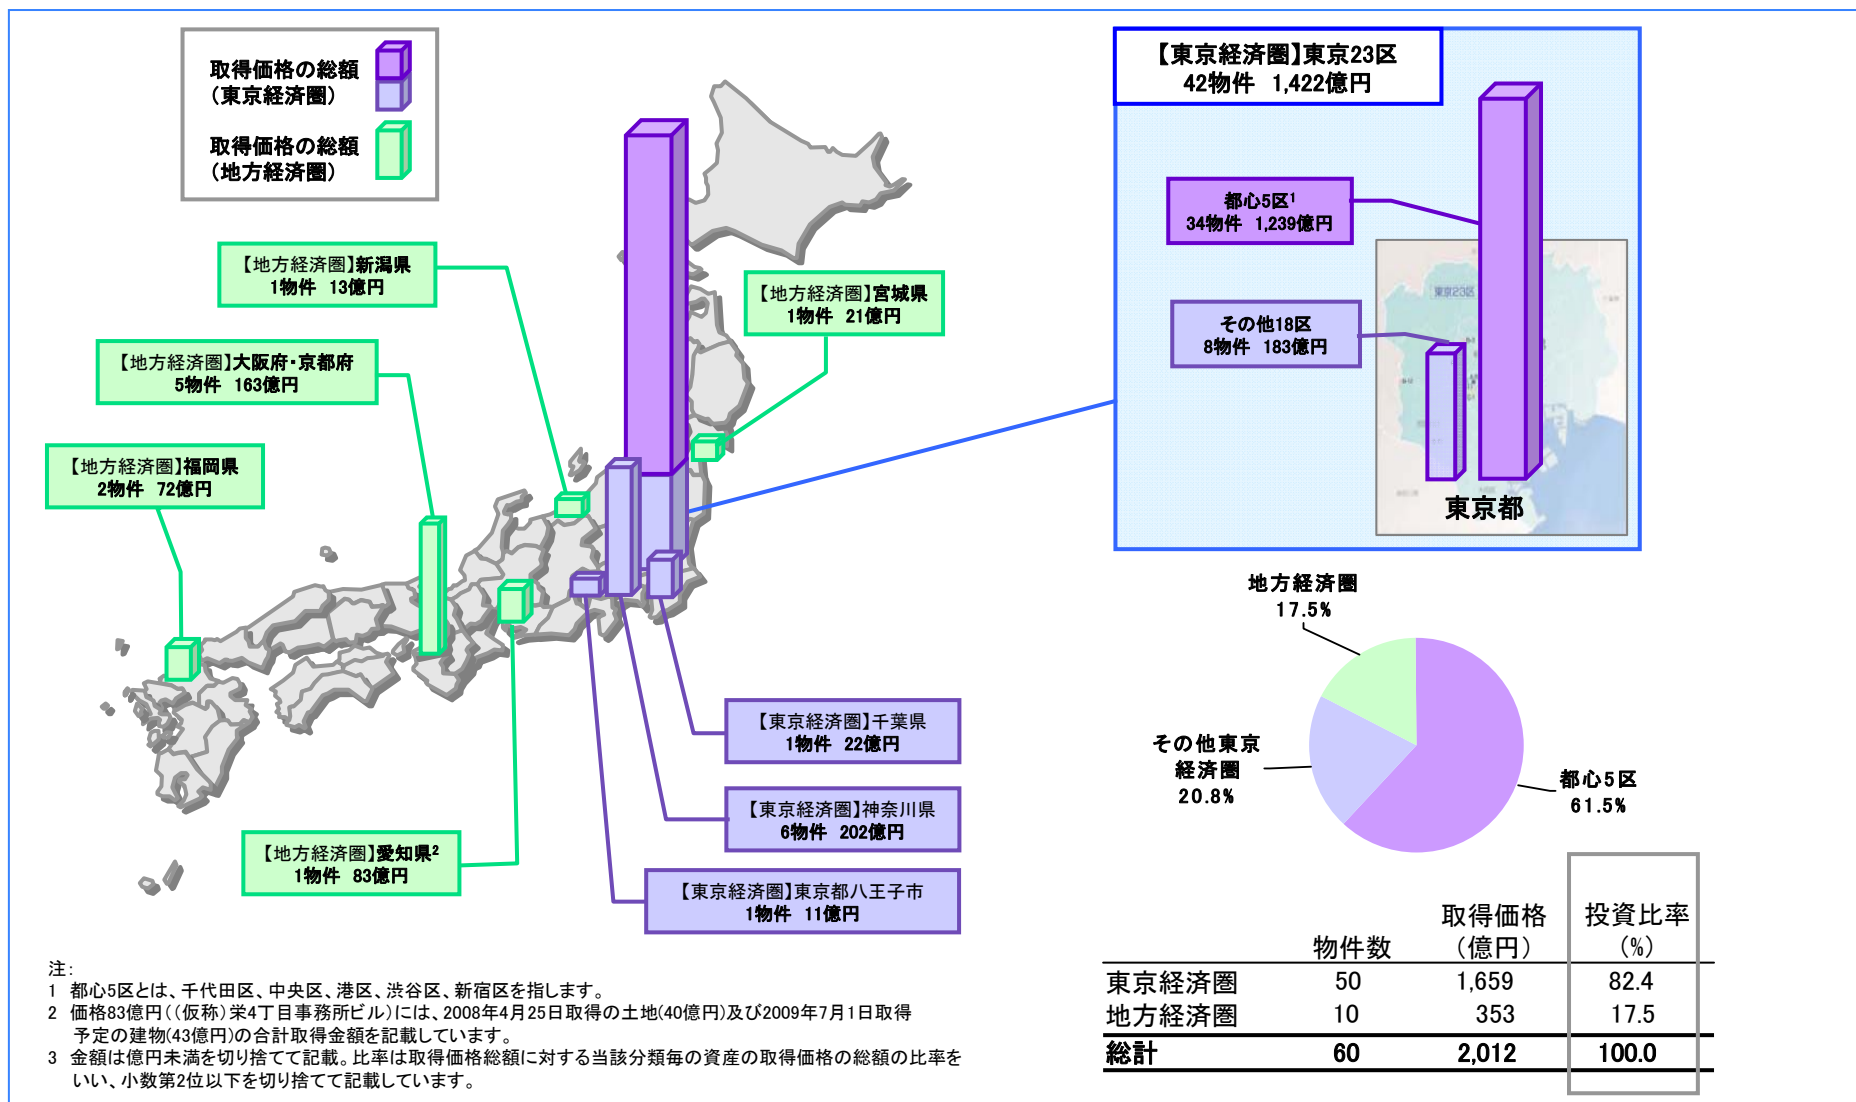 取得価格の総額
（東京経済圏）
取得価格の総額
（地方経済圏）
【地方経済圏】新潟県
1物件 13億円
【地方経済圏】宮城県
1物件 21億円
【地方経済圏】大阪府・京都府
5物件 163億円
【地方経済圏】福岡県
2物件 72億円
【地方経済圏】愛知県2
1物件 83億円
【東京経済圏】千葉県
1物件 22億円
【東京経済圏】神奈川県
6物件 202億円
【東京経済圏】東京都八王子市
1物件 11億円
【東京経済圏】東京23区
42物件 1,422億円
都心5区1
34物件 1,239億円
その他18区
8物件 183億円
東京23区
東京都
地方経済圏
17.5%
その他東京
経済圏
20.8%
都心5区
61.5%
物件数 取得価格（億円） 投資比率（%）
東京経済圏 50 1,659 82.4
地方経済圏 10 353 17.5
総計 60 2,012 100.0
注：
1 都心5区とは、千代田区、中央区、港区、渋谷区、新宿区を指します。
2 価格83億円（（仮称）栄4丁目事務所ビル）には、2008年4月25日取得の土地(40億円)及び2009年7月1日取得
予定の建物(43億円)の合計取得金額を記載しています。
3 金額は億円未満を切り捨てて記載。比率は取得価格総額に対する当該分類毎の資産の取得価格の総額の比率を
いい、小数第2位以下を切り捨てて記載しています。